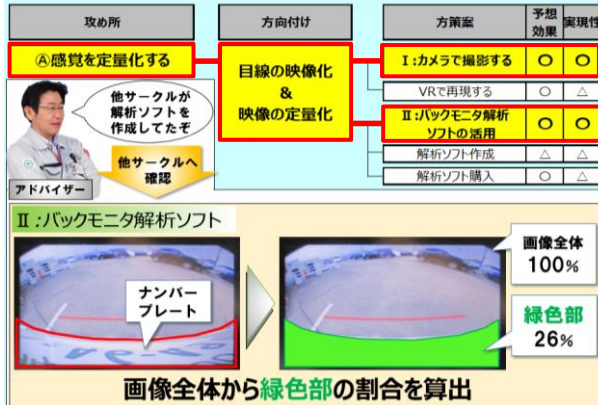 攻め所
方向付け
方策案
予想
効果
実現性
Ⓐ感覚を定量化する
目線の映像化
&
映像の定量化
Ⅰ:カメラで撮影する
○ ○
VRで再現する
○ △
Ⅱ:バックモニタ解析
ソフトの活用
○ ○
解析ソフト作成
△ △
解析ソフト購入
○ △
他サークルが
解析ソフトを
作成してたぞ
他サークルへ
確認
アドバイザー
Ⅱ:バックモニタ解析ソフト
ナンバー
プレート
画像全体
100%
緑色部
26%
画像全体から緑色部の割合を算出